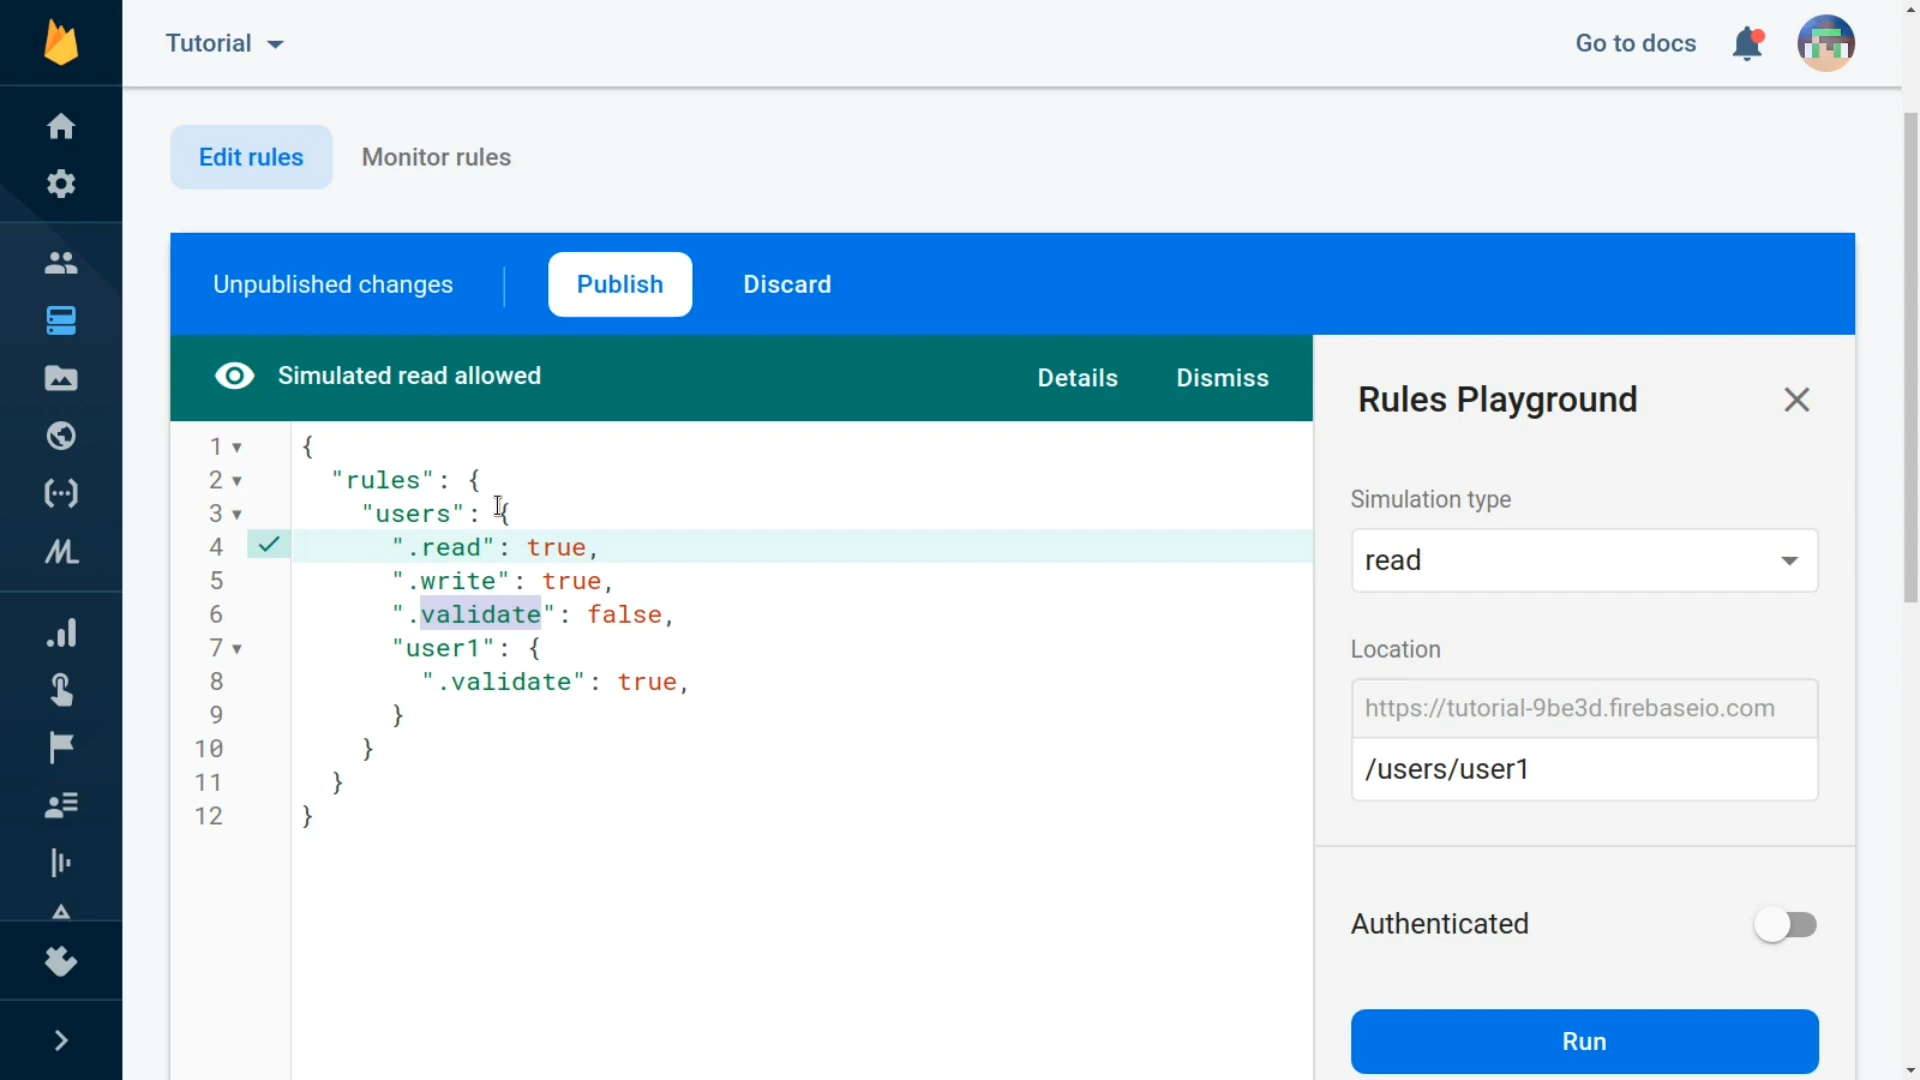 Tutorial
Go to docs
Edit rules
Monitor rules
Unpublished changes
Publish
Discard
Simulated read allowed
Details
Dismiss
1 {
2 "rules": {
3 "users": {
4 ".read": true,
5 ".write": true,
6 ".validate": false,
7 "user1": {
8 ".validate": true,
9 }
10 }
11 }
12 }
Rules Playground
Simulation type
read
Location
https://tutorial-9be3d.firebaseio.com
/users/user1
Authenticated
Run